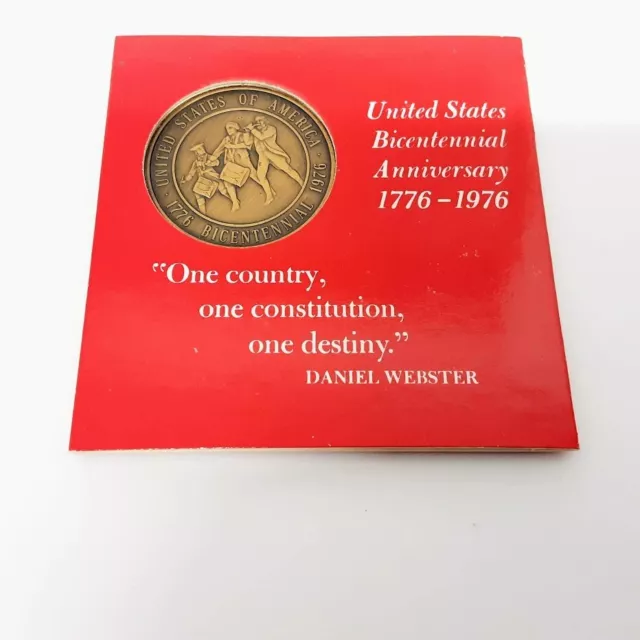 UNITED STATES OF AMERICA
1776 BICENTENNIAL 1976
United States
Bicentennial
Anniversary
1776–1976
“One country,
one constitution,
one destiny.”
DANIEL WEBSTER